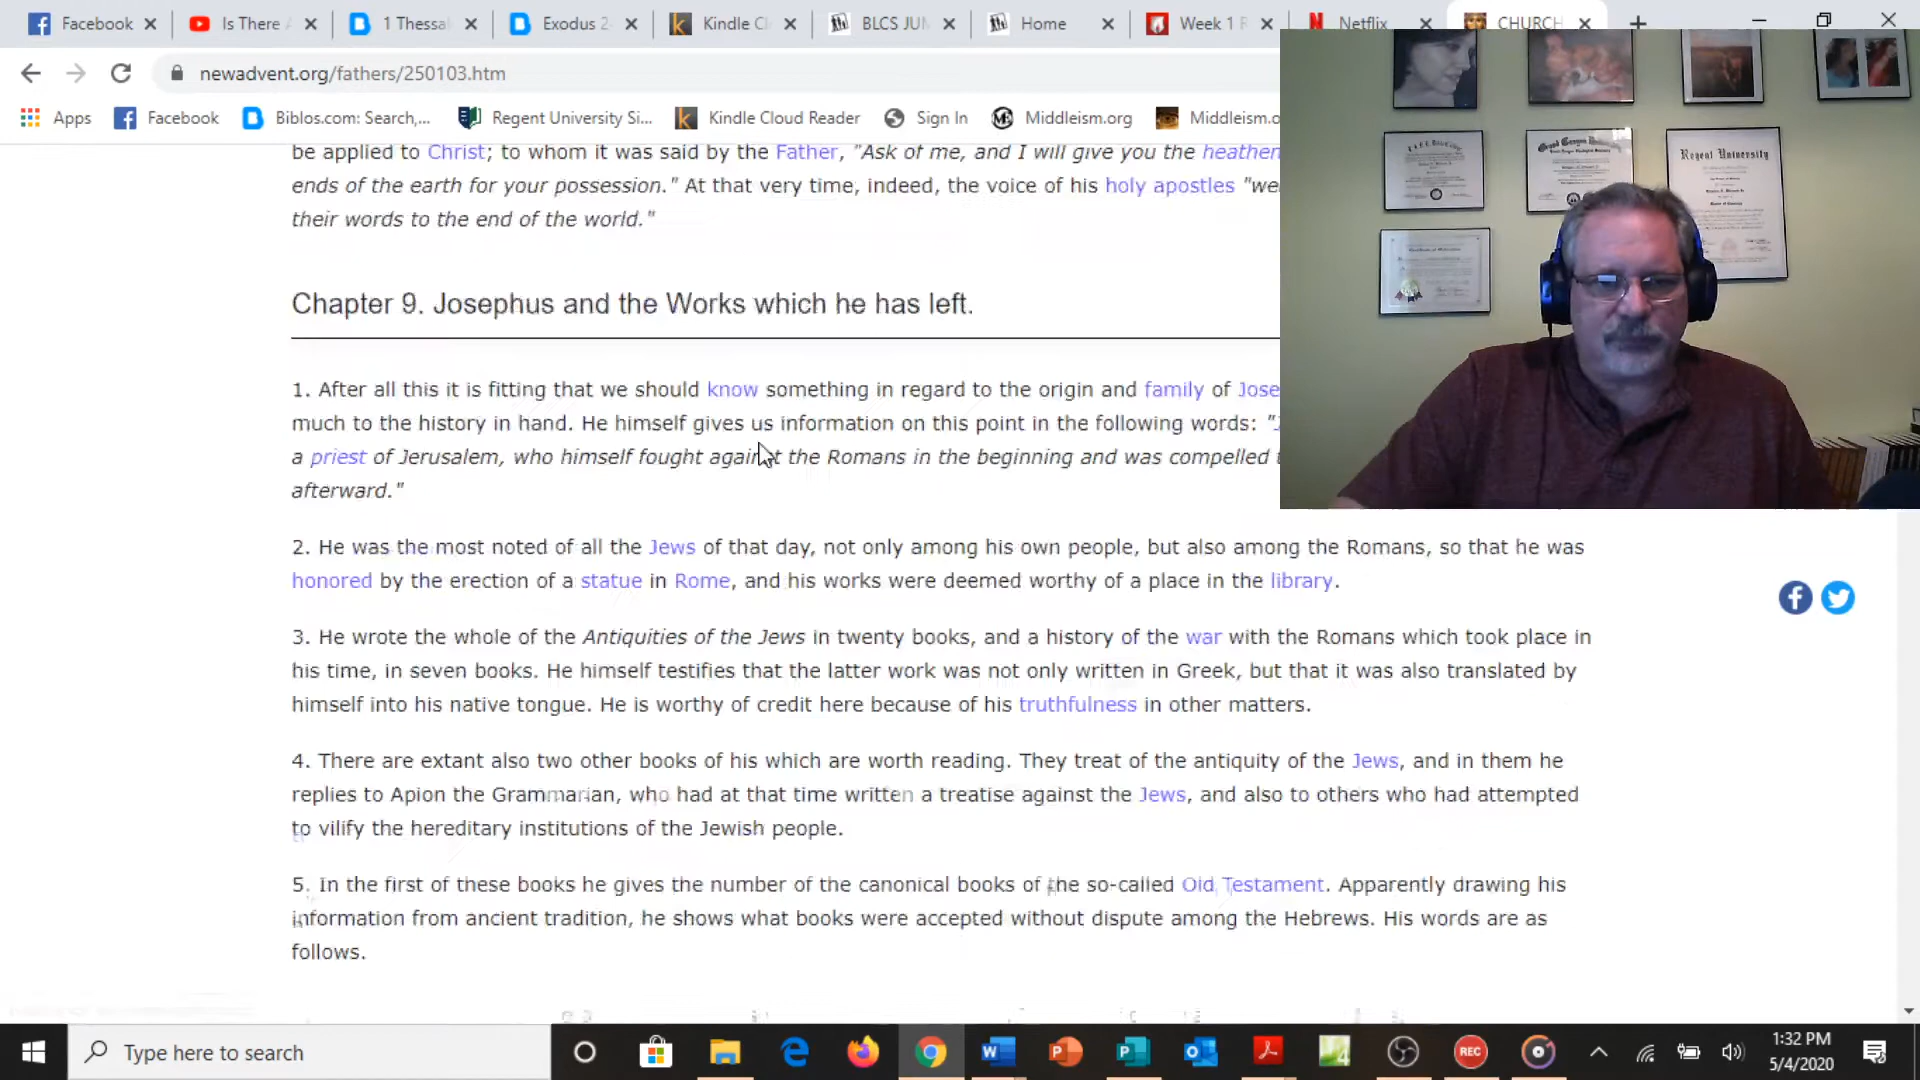 Facebook
Is There
1 Thessal
Exodus 2
Kindle Cl
BLCS JUN
Home
Week 1 R
Netflix
CHURCH
newadvent.org/fathers/250103.htm
Apps
Facebook
Biblos.com: Search,...
Regent University Si...
Kindle Cloud Reader
Sign In
Middleism.org
Middleism.o
be applied to Christ; to whom it was said by the Father, "Ask of me, and I will give you the heathen
ends of the earth for your possession." At that very time, indeed, the voice of his holy apostles "we
their words to the end of the world."
Chapter 9. Josephus and the Works which he has left.
1. After all this it is fitting that we should know something in regard to the origin and family of Jose
much to the history in hand. He himself gives us information on this point in the following words: "J
a priest of Jerusalem, who himself fought against the Romans in the beginning and was compelled
afterward."
2. He was the most noted of all the Jews of that day, not only among his own people, but also among the Romans, so that he was
honored by the erection of a statue in Rome, and his works were deemed worthy of a place in the library.
3. He wrote the whole of the Antiquities of the Jews in twenty books, and a history of the war with the Romans which took place in
his time, in seven books. He himself testifies that the latter work was not only written in Greek, but that it was also translated by
himself into his native tongue. He is worthy of credit here because of his truthfulness in other matters.
4. There are extant also two other books of his which are worth reading. They treat of the antiquity of the Jews, and in them he
replies to Apion the Grammarian, who had at that time written a treatise against the Jews, and also to others who had attempted
to vilify the hereditary institutions of the Jewish people.
5. In the first of these books he gives the number of the canonical books of the so-called Old Testament. Apparently drawing his
information from ancient tradition, he shows what books were accepted without dispute among the Hebrews. His words are as
follows.
Regent University
Type here to search
REC
1:32 PM
5/4/2020